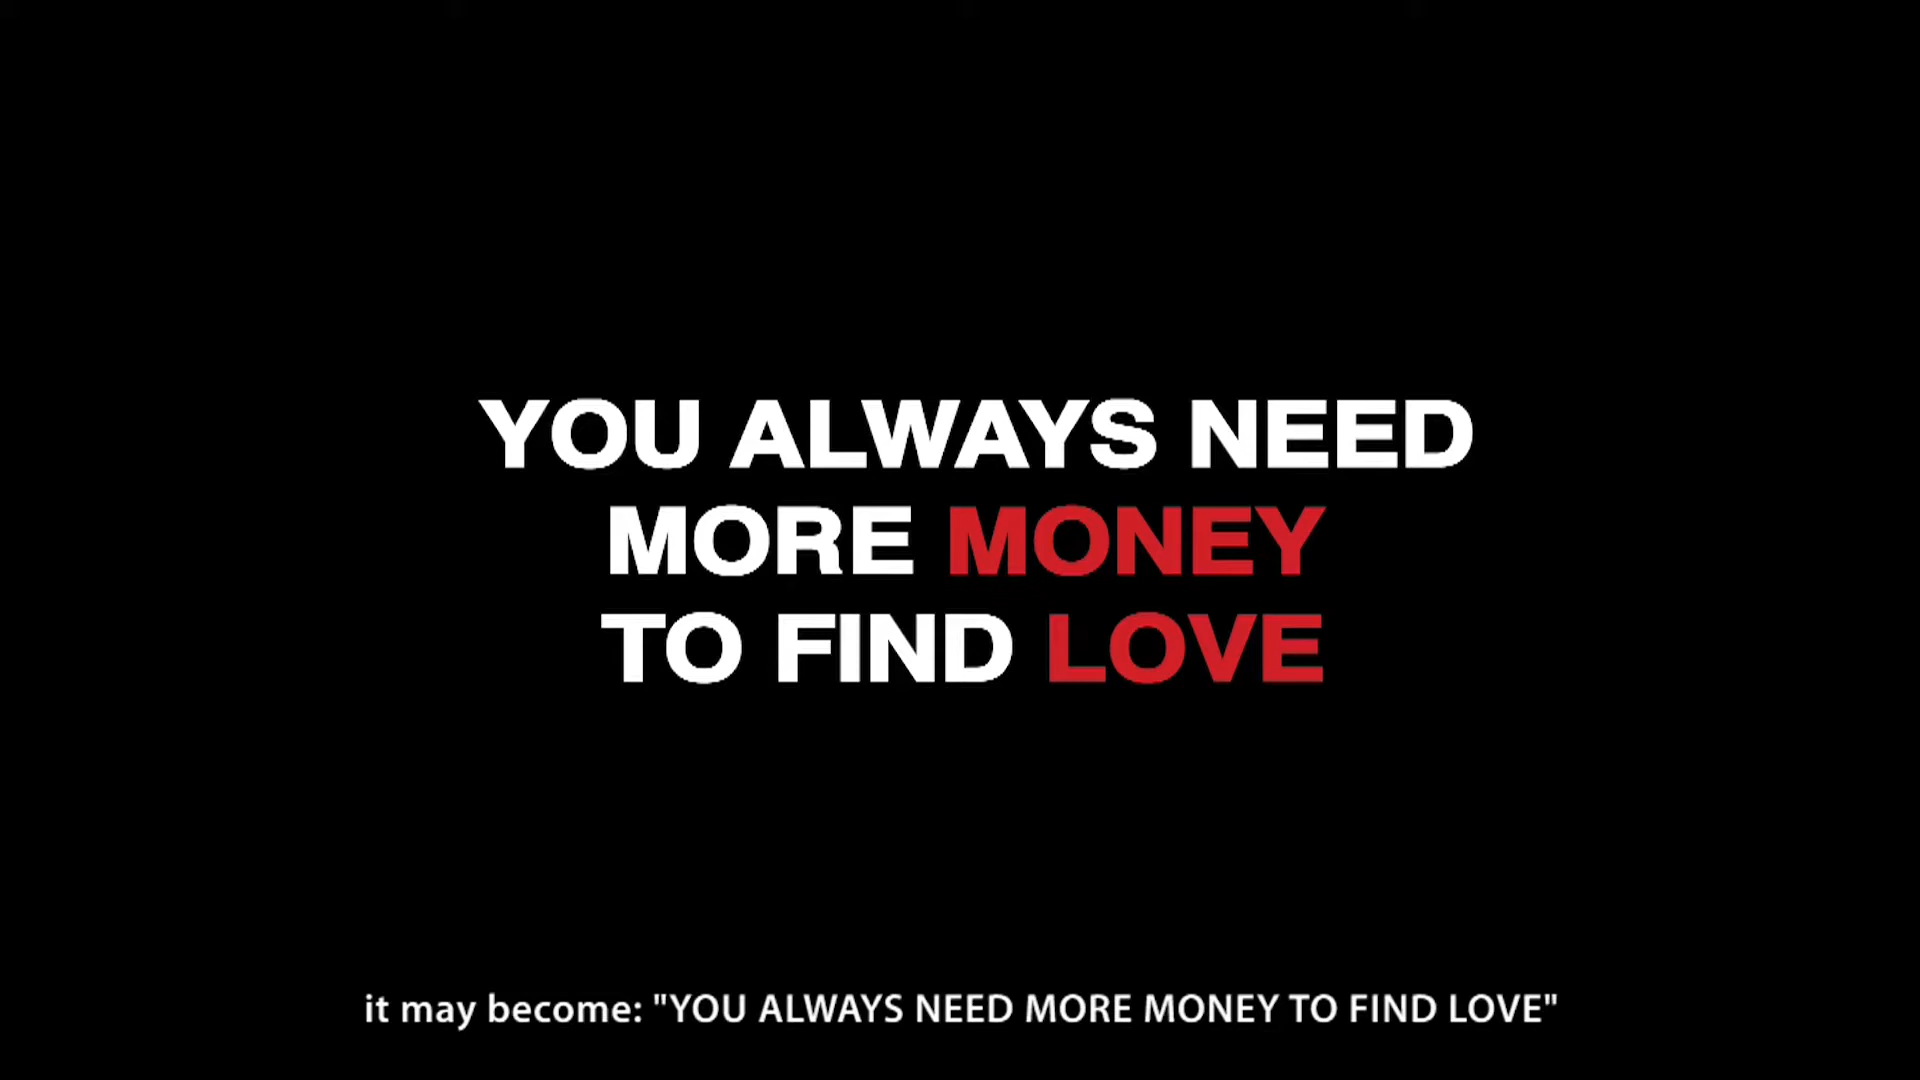 YOU ALWAYS NEED
MORE MONEY
TO FIND LOVE
it may become: "YOU ALWAYS NEED MORE MONEY TO FIND LOVE"